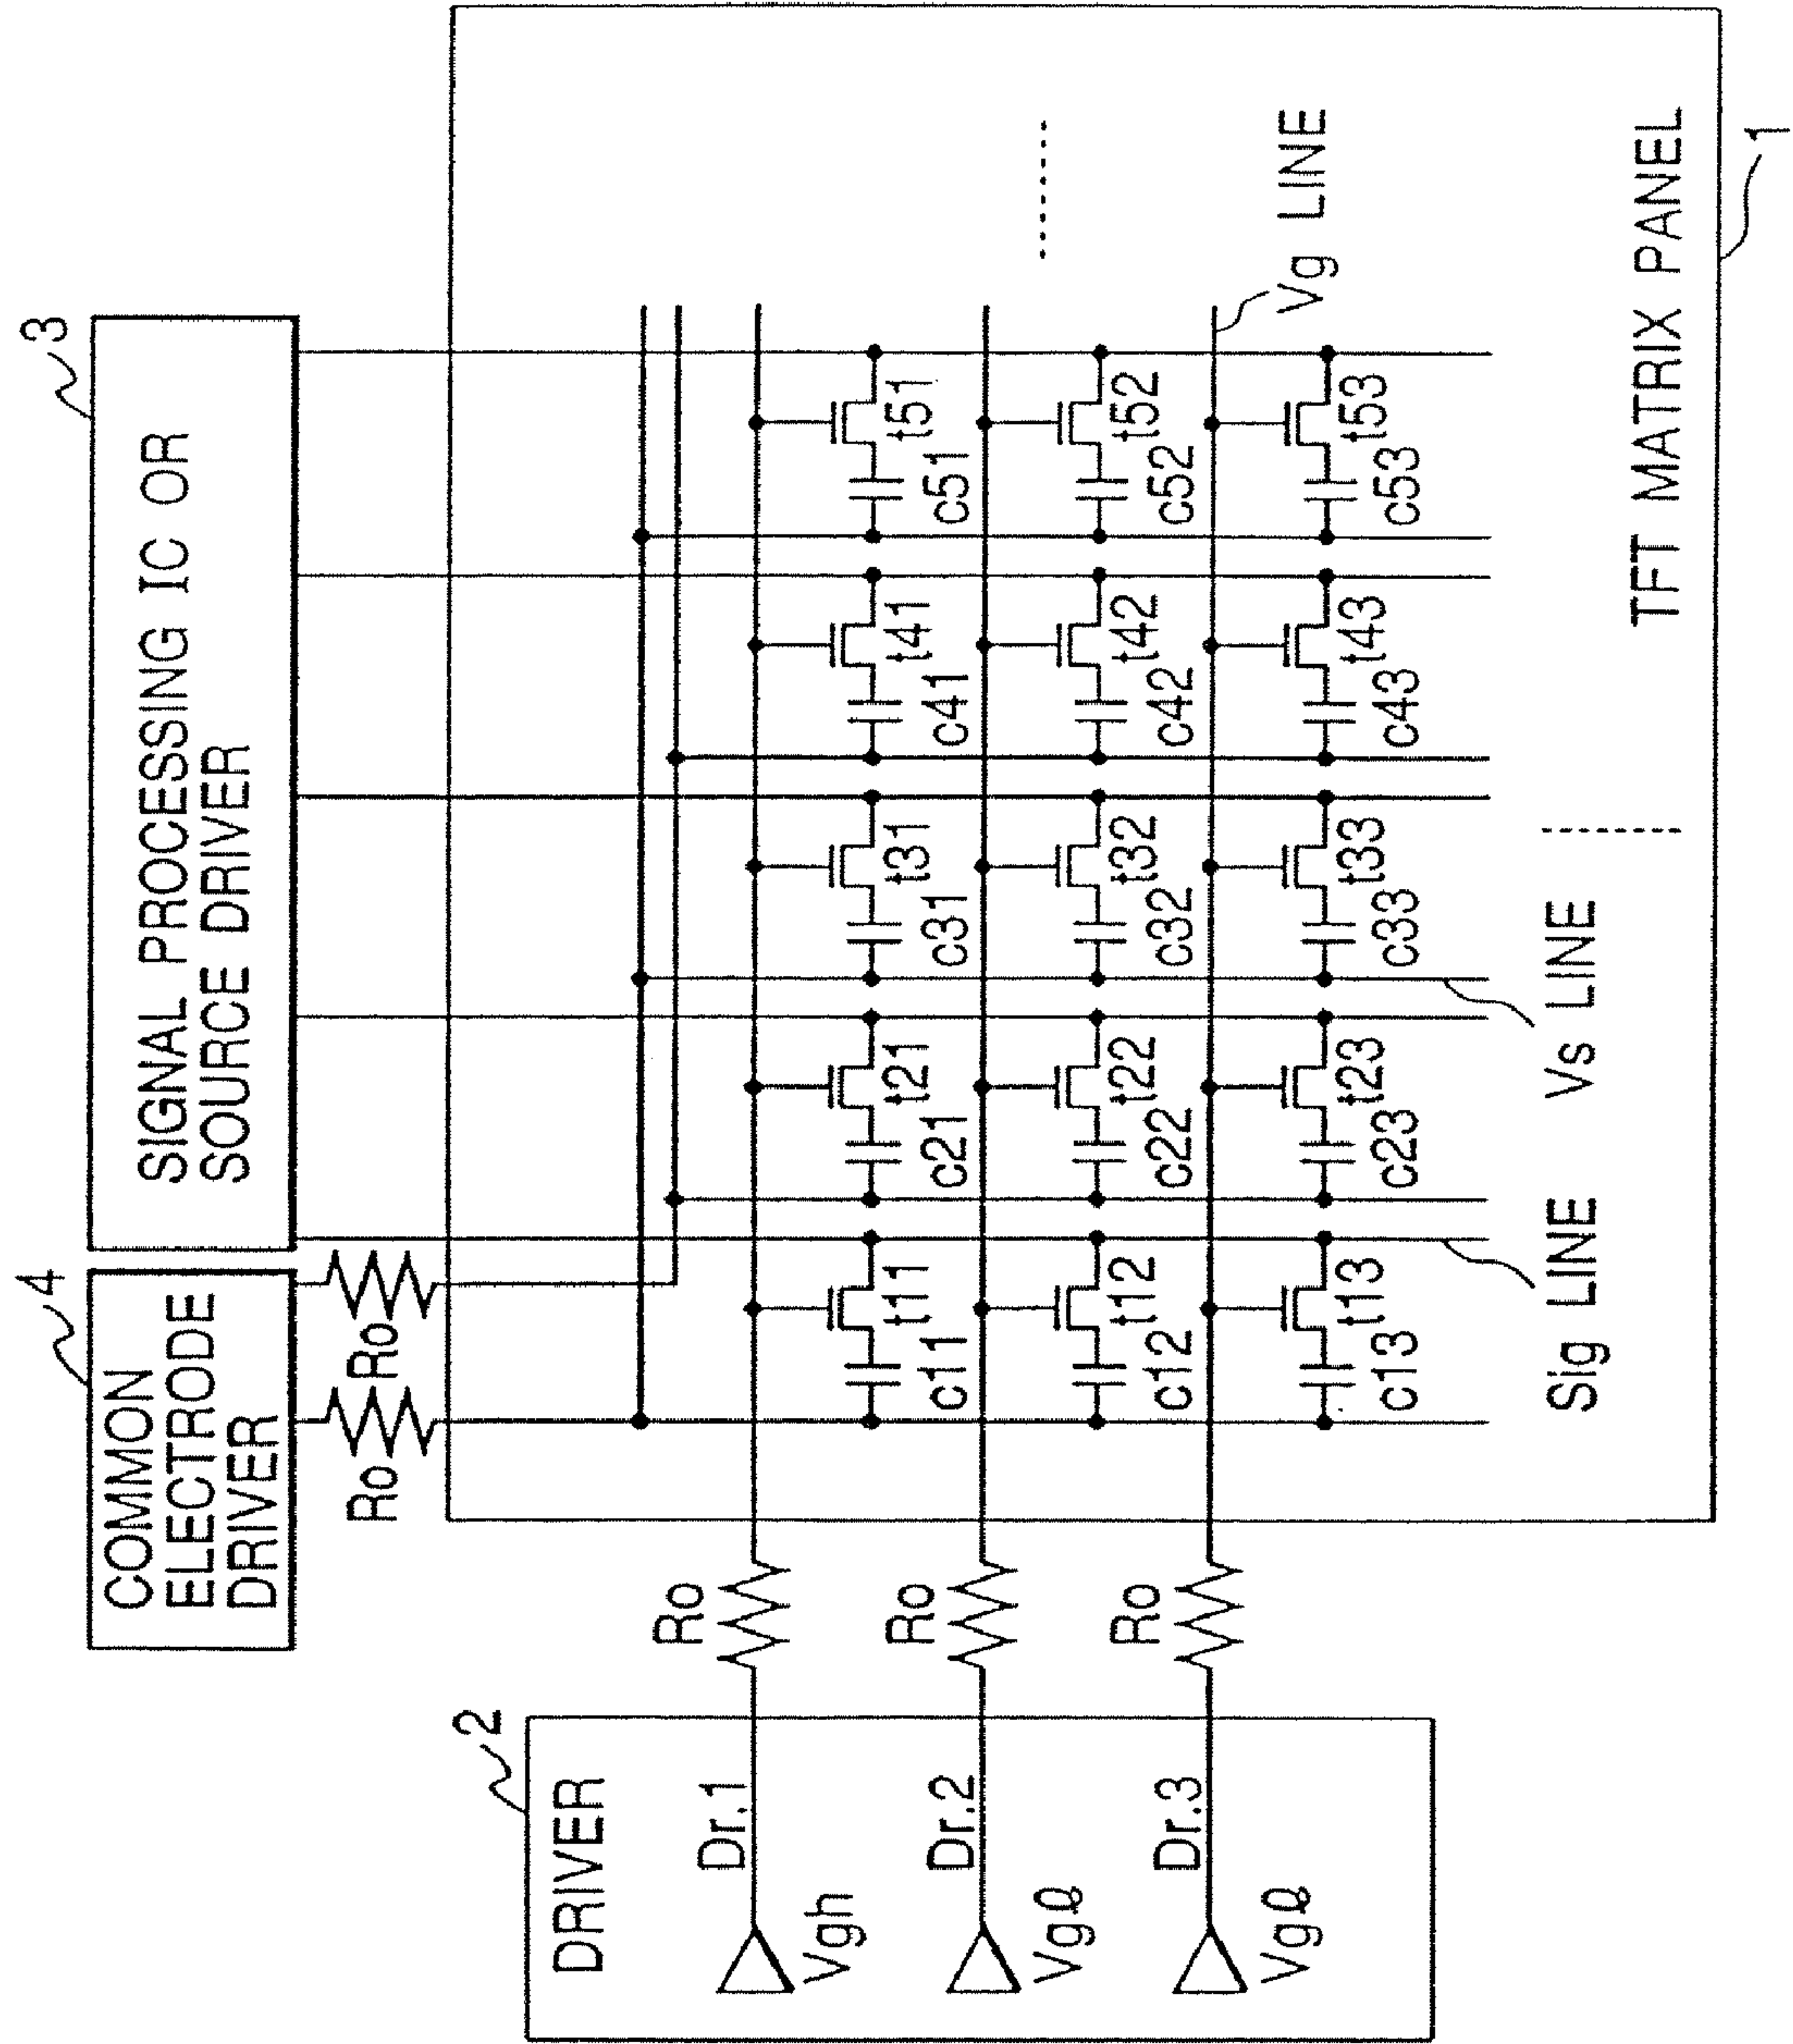 4
COMMON
ELECTRODE
DRIVER
3
SIGNAL PROCESSING IC OR
SOURCE DRIVER
Ro
Ro
2
DRIVER
Dr.1
Vgh
Ro
Dr.2
Vgℓ
Ro
Dr.3
Vgℓ
Ro
c11 t11
c21 t21
c31 t31
c41 t41
c51 t51
c12 t12
c22 t22
c32 t32
c42 t42
c52 t52
c13 t13
c23 t23
c33 t33
c43 t43
c53 t53
Vg LINE
Sig LINE
Vs LINE
TFT MATRIX PANEL
1